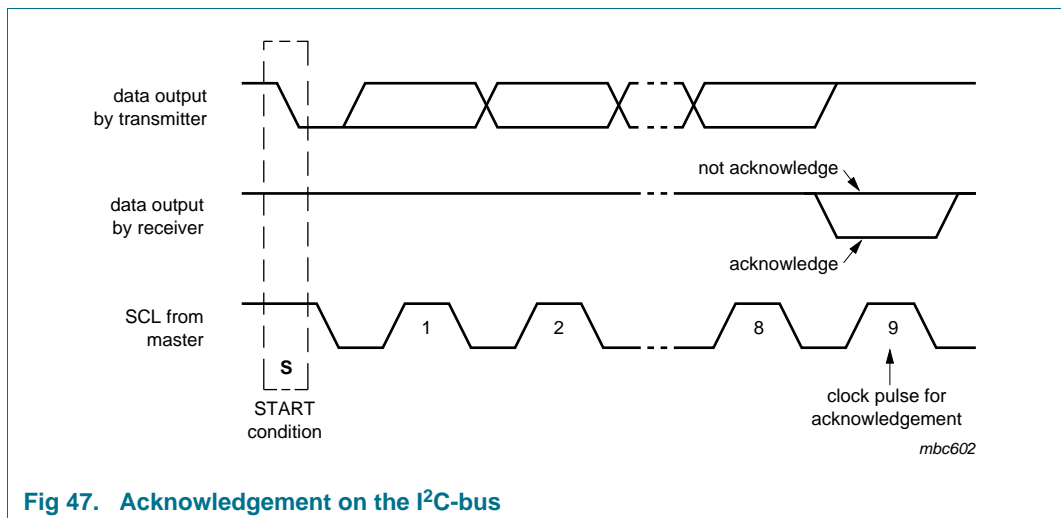 data output
by transmitter
not acknowledge
data output
by receiver
acknowledge
SCL from
master
1
2
8
9
S
START
condition
clock pulse for
acknowledgement
mbc602
Fig 47. Acknowledgement on the I²C-bus